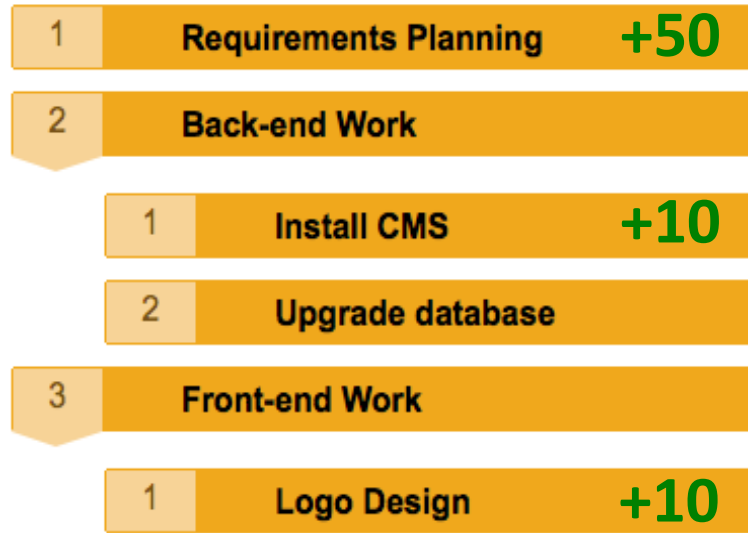 1 Requirements Planning +50
2 Back-end Work
1 Install CMS +10
2 Upgrade database
3 Front-end Work
1 Logo Design +10